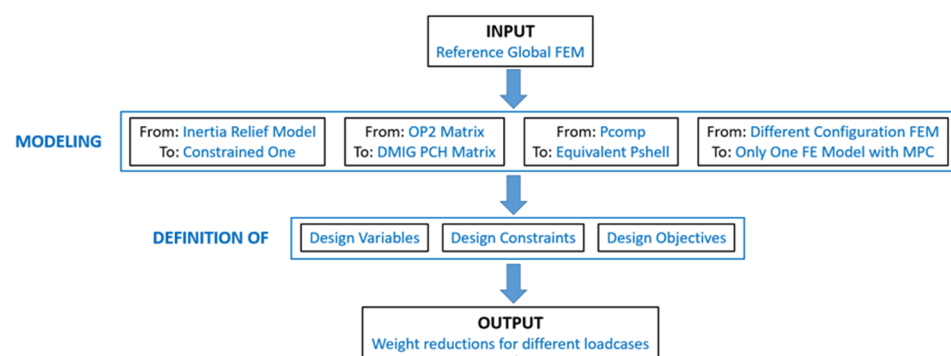 INPUT
Reference Global FEM
MODELING
From: Inertia Relief Model
To: Constrained One
From: OP2 Matrix
To: DMIG PCH Matrix
From: Pcomp
To: Equivalent Pshell
From: Different Configuration FEM
To: Only One FE Model with MPC
DEFINITION OF
Design Variables
Design Constraints
Design Objectives
OUTPUT
Weight reductions for different loadcases